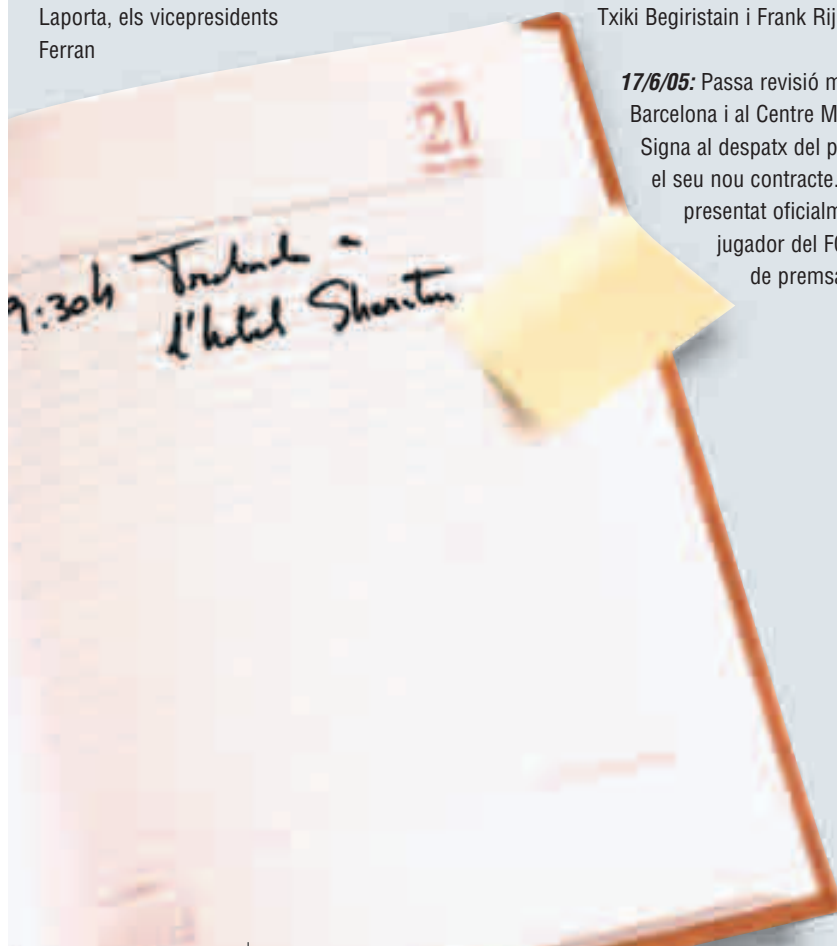 Laporta, els vicepresidents
Ferran
Txiki Begiristain i Frank Rij
17/6/05: Passa revisió m
Barcelona i al Centre M
Signa al despatx del p
el seu nou contracte.
presentat oficialm
jugador del F
de premsa
21
9:30h Trobada a
l'hotel Sheraton